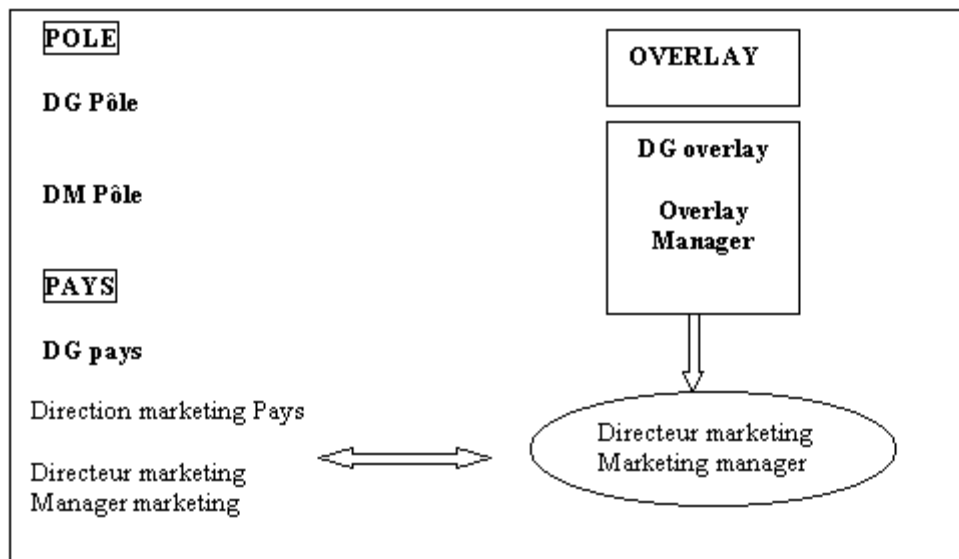 POLE
DG Pôle
DM Pôle
PAYS
DG pays
Direction marketing Pays
Directeur marketing
Manager marketing
OVERLAY
DG overlay
Overlay
Manager
Directeur marketing
Marketing manager